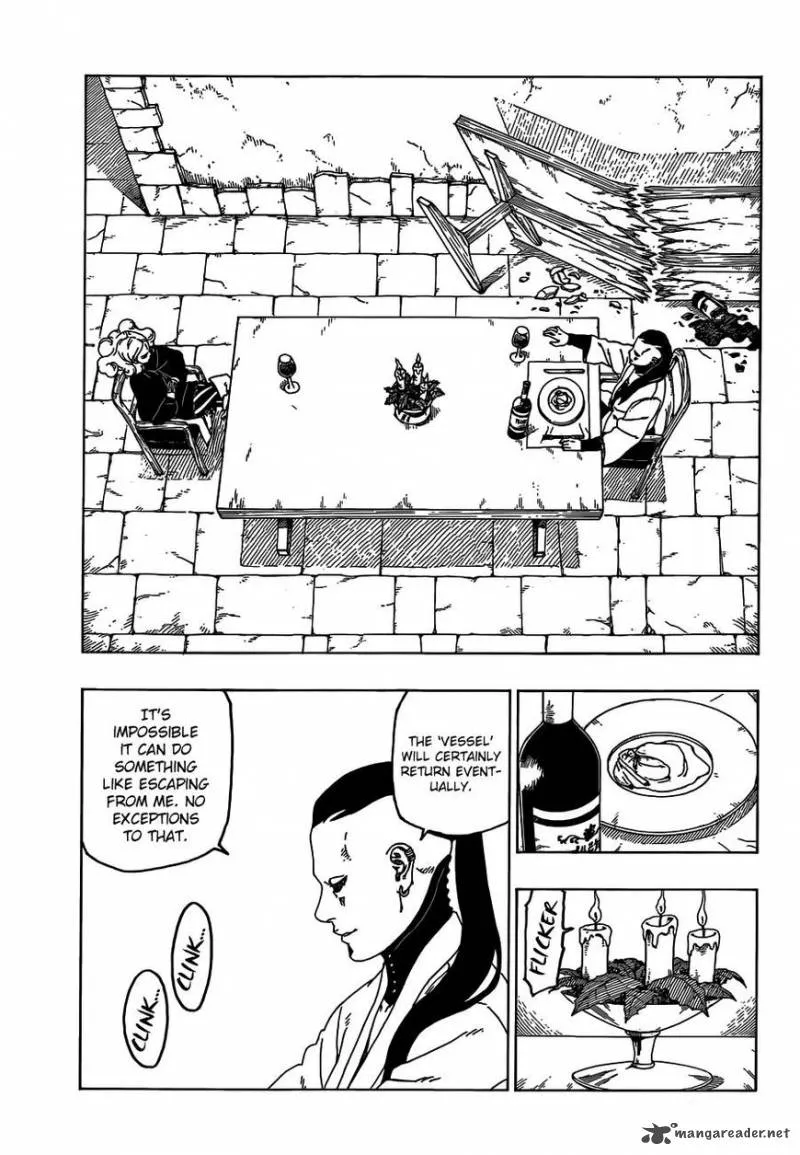 THE 'VESSEL'
WILL CERTAINLY
RETURN EVENT-
UALLY.
IT'S
IMPOSSIBLE
IT CAN DO
SOMETHING
LIKE ESCAPING
FROM ME. NO
EXCEPTIONS
TO THAT.
CLINK...
CLINK...
FLICKER
mangareader.net